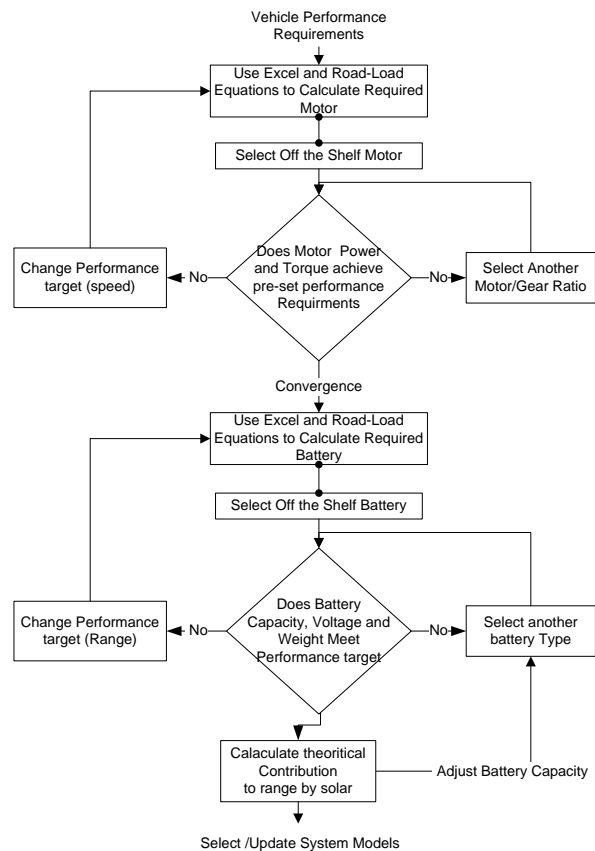 Vehicle Performance
Requirements
Use Excel and Road-Load
Equations to Calculate Required
Motor
Select Off the Shelf Motor
Does Motor Power
and Torque achieve
pre-set performance
Requirments
No
Change Performance
target (speed)
No
Select Another
Motor/Gear Ratio
Convergence
Use Excel and Road-Load
Equations to Calculate Required
Battery
Select Off the Shelf Battery
Does Battery
Capacity, Voltage and
Weight Meet
Performance target
No
Change Performance
target (Range)
No
Select another
battery Type
Calaculate theoritical
Contribution
to range by solar
Adjust Battery Capacity
Select /Update System Models